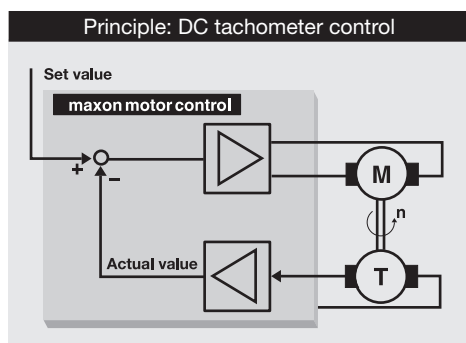 Principle: DC tachometer control
Set value
maxon motor control
+
–
M
n
Actual value
T